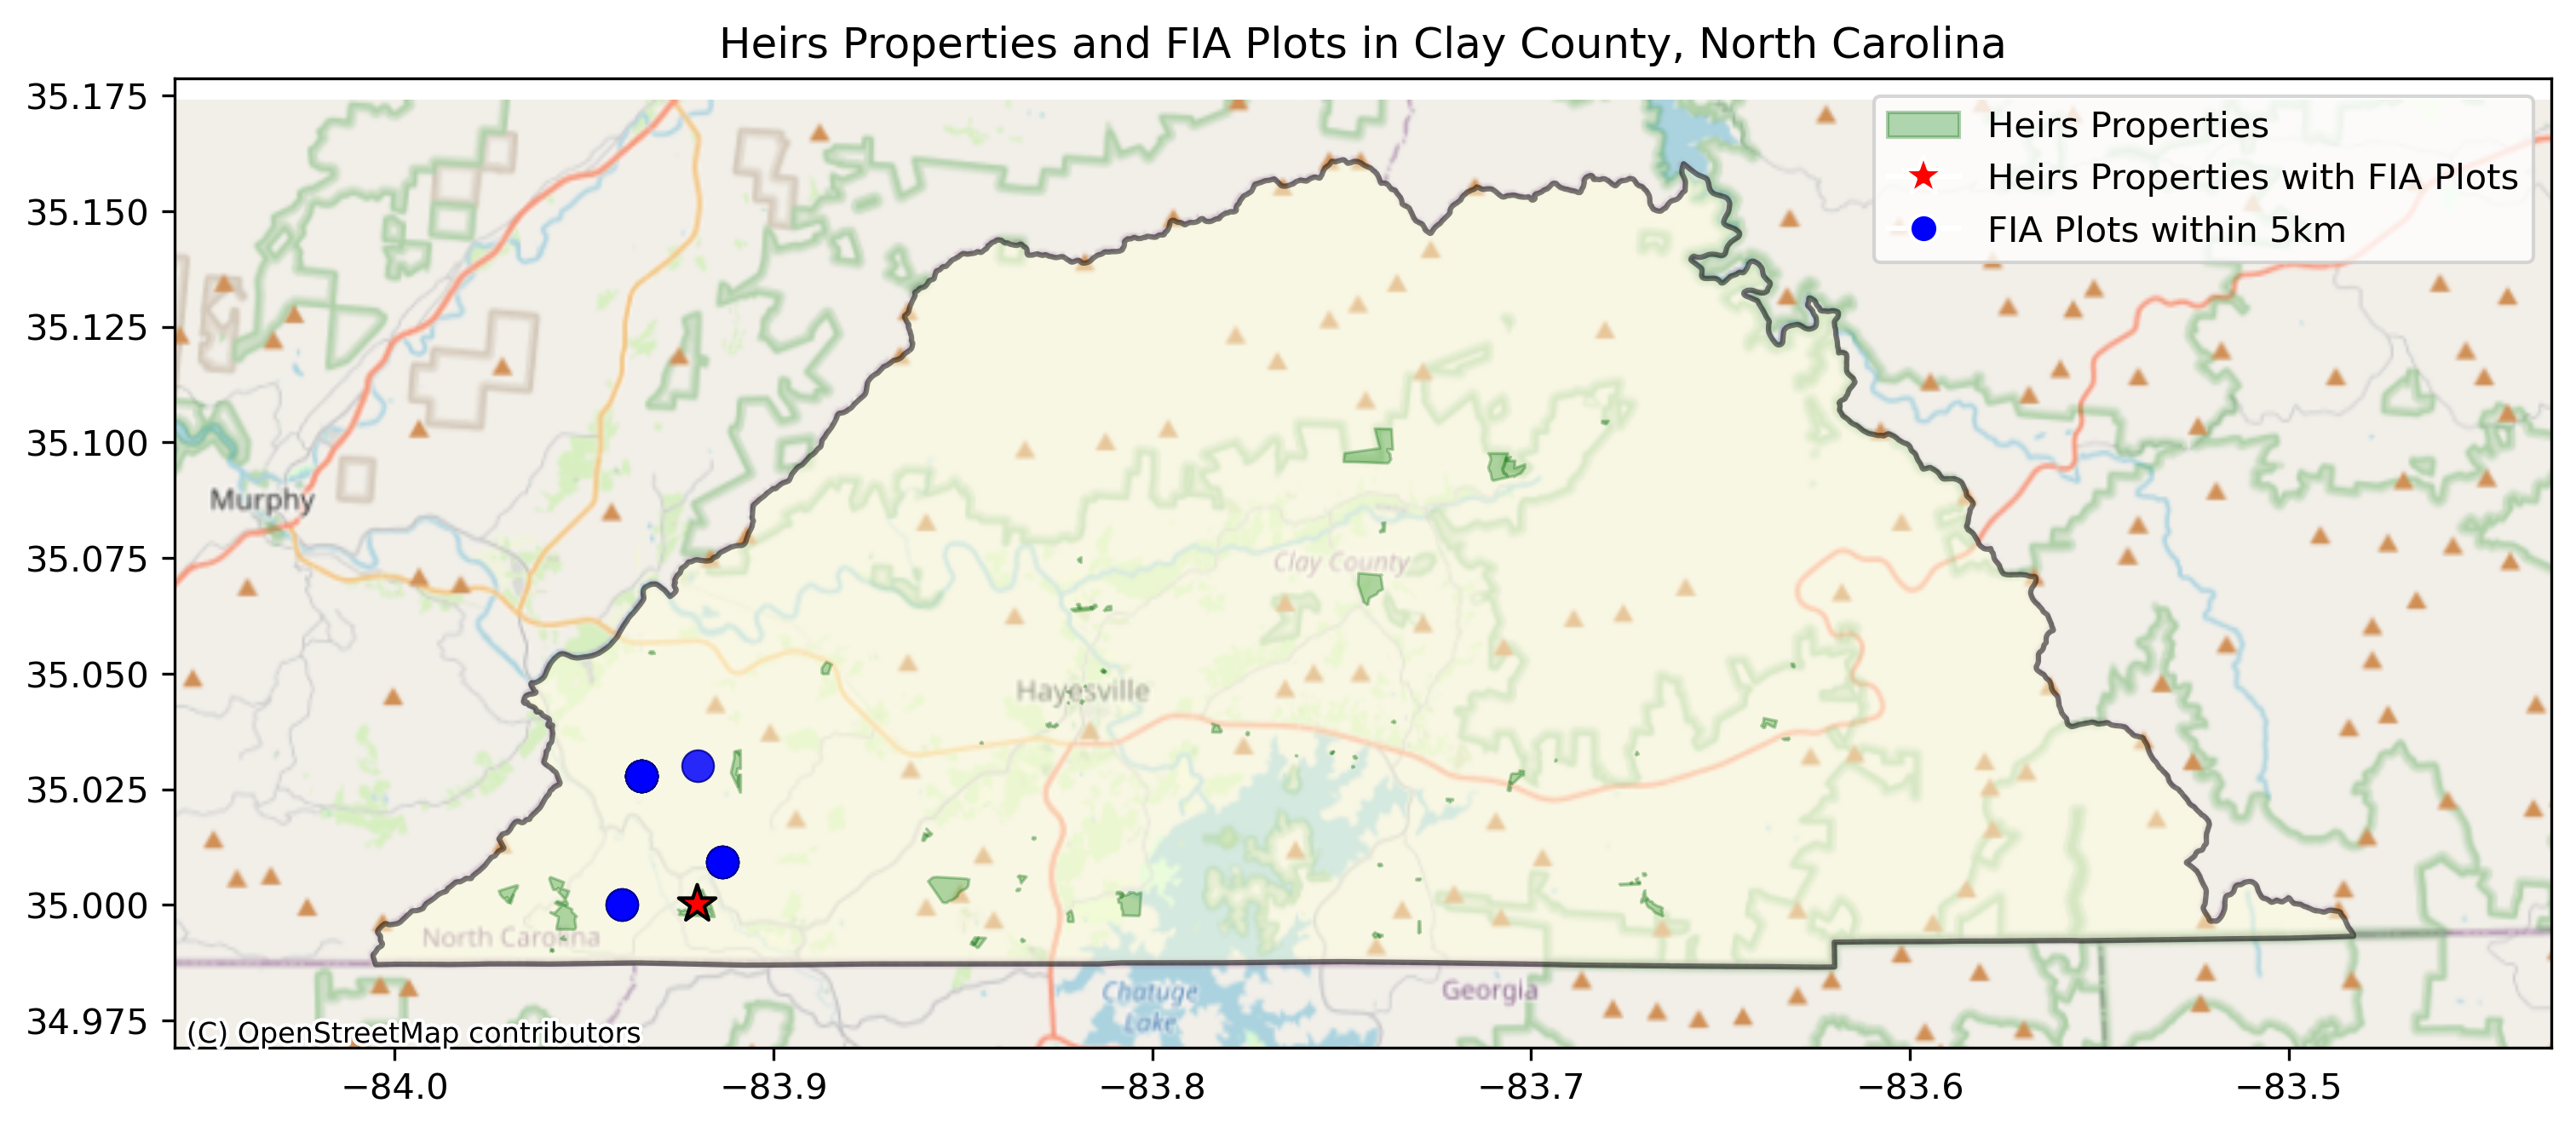 Heirs Properties and FIA Plots in Clay County, North Carolina
35.175
35.150
35.125
35.100
35.075
35.050
35.025
35.000
34.975
Heirs Properties
Heirs Properties with FIA Plots
FIA Plots within 5km
Murphy
Clay County
Hayesville
North Carolina
Georgia
Chatuge
Lake
(C) OpenStreetMap contributors
−84.0
−83.9
−83.8
−83.7
−83.6
−83.5